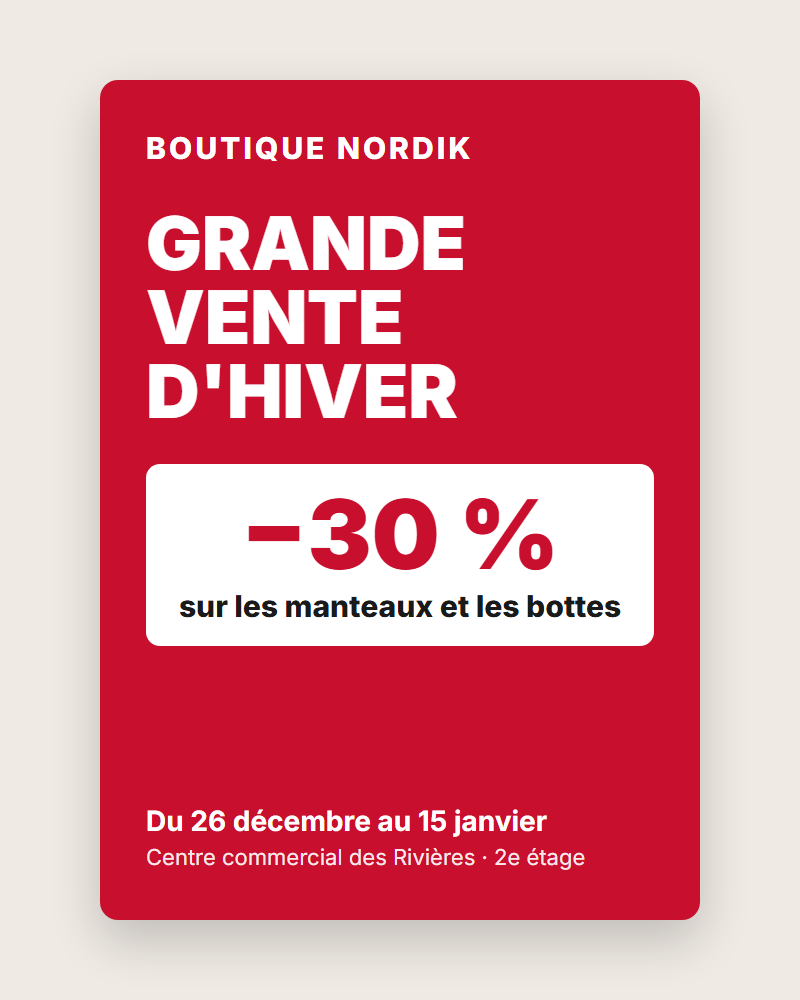 BOUTIQUE NORDIK
GRANDE
VENTE
D'HIVER
−30 %
sur les manteaux et les bottes
Du 26 décembre au 15 janvier
Centre commercial des Rivières · 2e étage